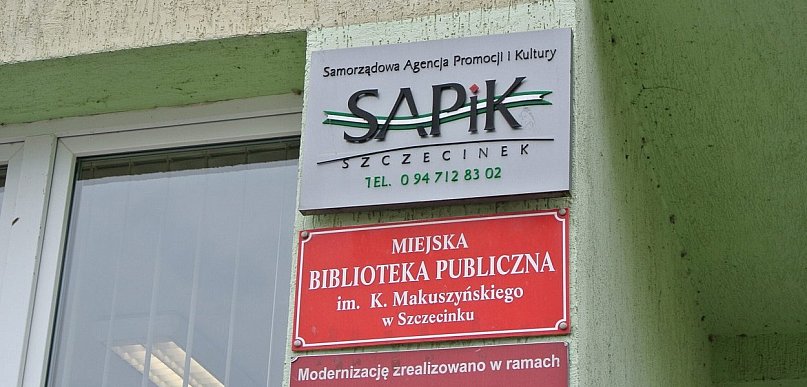 Samorządowa Agencja Promocji i Kultury
SAPiK
SZCZECINEK
TEL. 0 94 712 83 02
MIEJSKA
BIBLIOTEKA PUBLICZNA
im. K. Makuszyńskiego
w Szczecinku
Modernizację zrealizowano w ramach